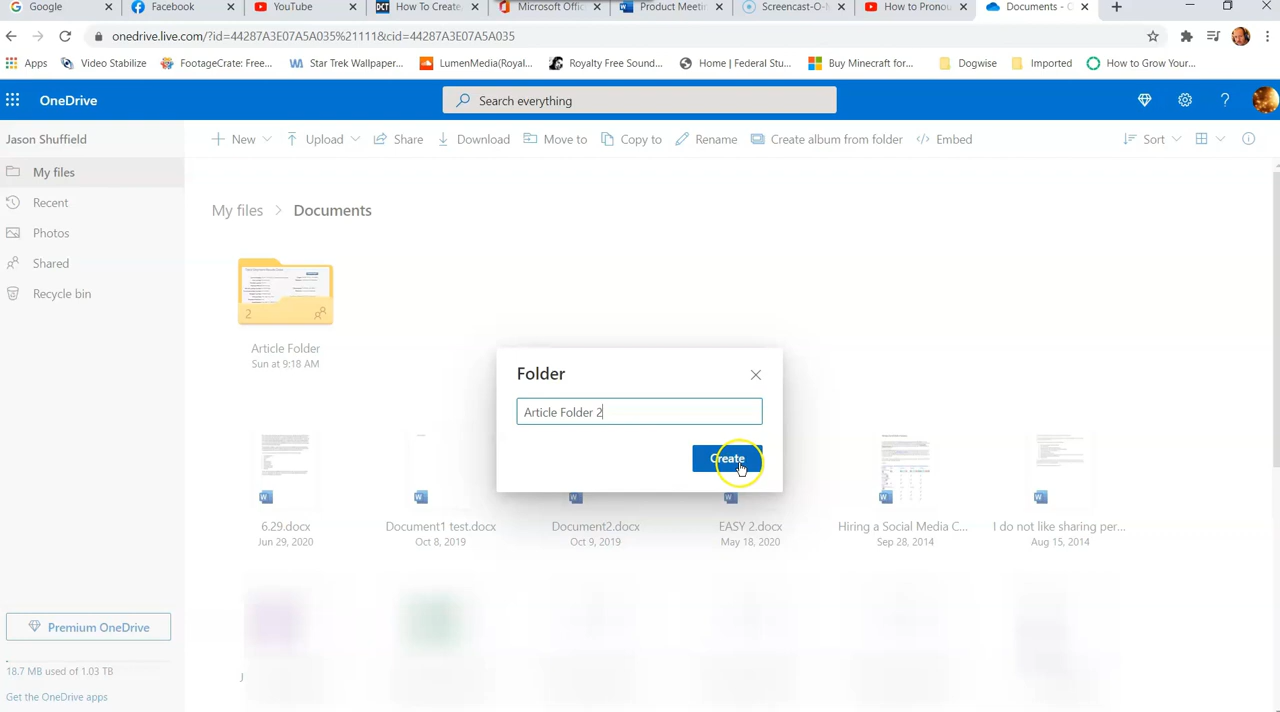 Google
Facebook
YouTube
How To Create
Microsoft Offic
Product Meeti
Screencast-O-M
How to Pronou
Documents - O
onedrive.live.com/?id=44287A3E07A5A035%21111&cid=44287A3E07A5A035
Apps
Video Stabilize
FootageCrate: Free...
Star Trek Wallpaper...
LumenMedia(Royal...
Royalty Free Sound...
Home | Federal Stu...
Buy Minecraft for...
Dogwise
Imported
How to Grow Your...
OneDrive
Search everything
Jason Shuffield
New
Upload
Share
Download
Move to
Copy to
Rename
Create album from folder
Embed
Sort
My files
Recent
Photos
Shared
Recycle bin
My files > Documents
2
Article Folder
Sun at 9:18 AM
Folder
Article Folder 2
Create
6.29.docx
Jun 29, 2020
Document1 test.docx
Oct 8, 2019
Document2.docx
Oct 9, 2019
EASY 2.docx
May 18, 2020
Hiring a Social Media C...
Sep 28, 2014
I do not like sharing per...
Aug 15, 2014
Premium OneDrive
18.7 MB used of 1.03 TB
Get the OneDrive apps